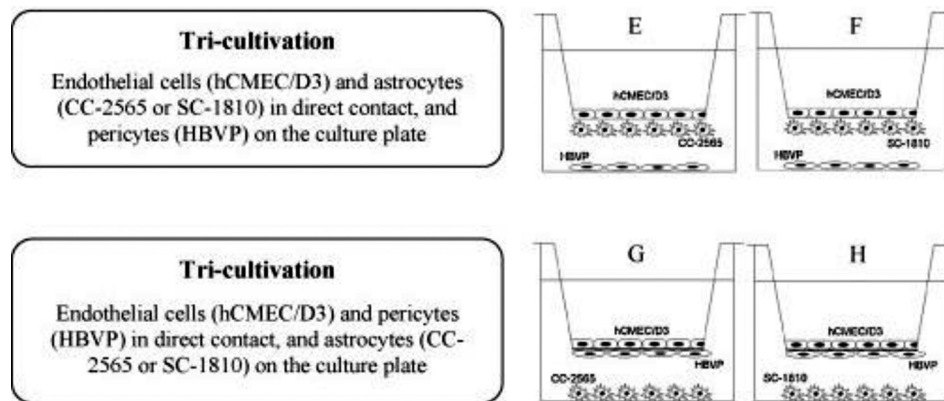 Tri-cultivation
Endothelial cells (hCMEC/D3) and astrocytes
(CC-2565 or SC-1810) in direct contact, and
pericytes (HBVP) on the culture plate
E
hCMEC/D3
CC-2565
HBVP
F
hCMEC/D3
SC-1810
HBVP
Tri-cultivation
Endothelial cells (hCMEC/D3) and pericytes
(HBVP) in direct contact, and astrocytes (CC-
2565 or SC-1810) on the culture plate
G
hCMEC/D3
HBVP
CC-2565
H
hCMEC/D3
HBVP
SC-1810